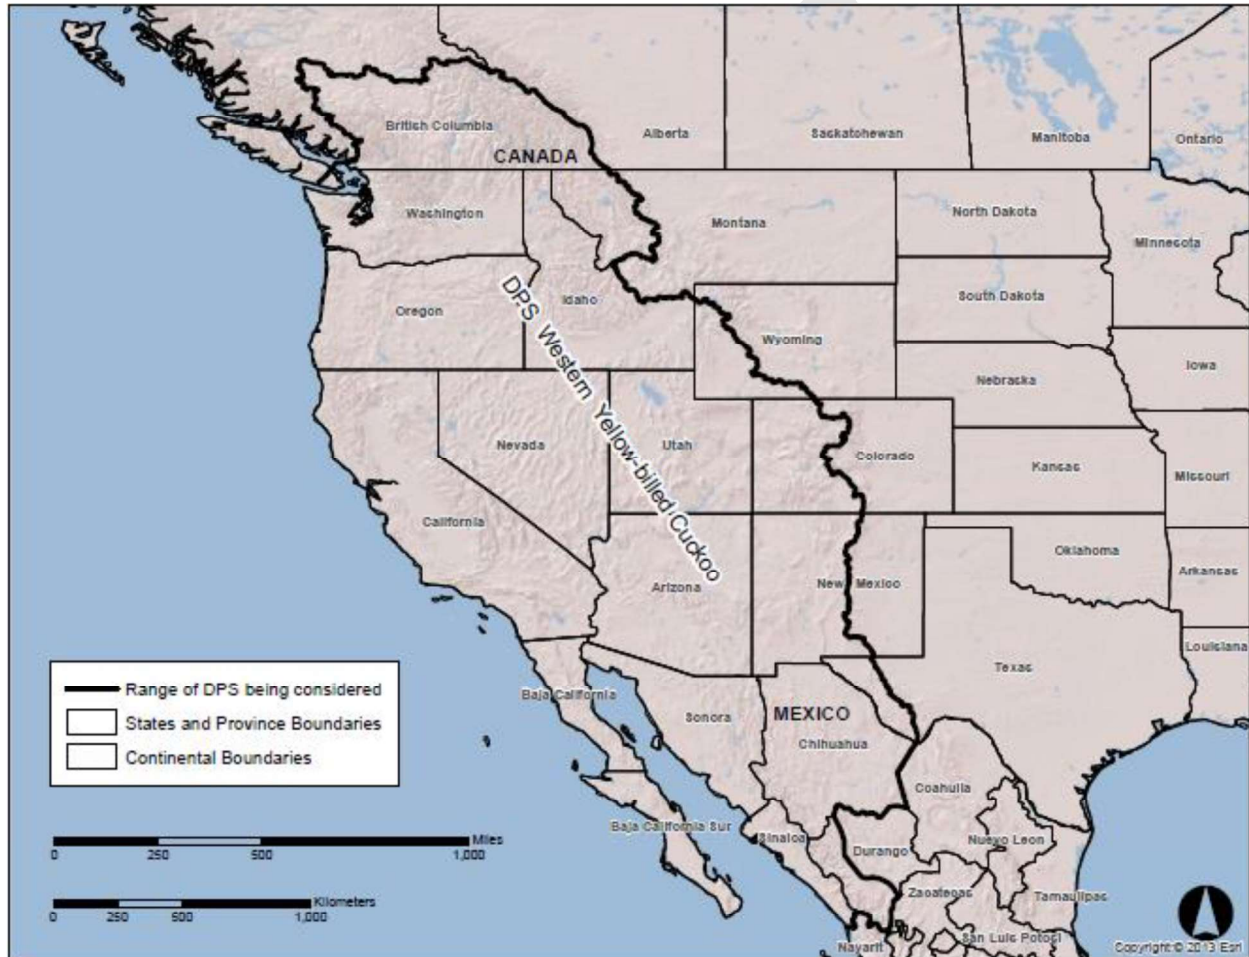 British Columbia
Alberta
Saskatchewan
Manitoba
Ontario
CANADA
Washington
Montana
North Dakota
Minnesota
Oregon
Idaho
South Dakota
Wyoming
Iowa
Nebraska
DPS Western Yellow-billed Cuckoo
Nevada
Utah
Colorado
Kansas
Missouri
California
Oklahoma
Arizona
New Mexico
Arkansas
Louisiana
Texas
Range of DPS being considered
States and Province Boundaries
Continental Boundaries
Baja California
Sonora
MEXICO
Chihuahua
Coahuila
Baja California Sur
Sinaloa
Durango
Nuevo Leon
Zacatecas
Tamaulipas
San Luis Potosi
Nayarit
Miles
0 250 500 1,000
Kilometers
0 250 500 1,000
Copyright:© 2013 Esri